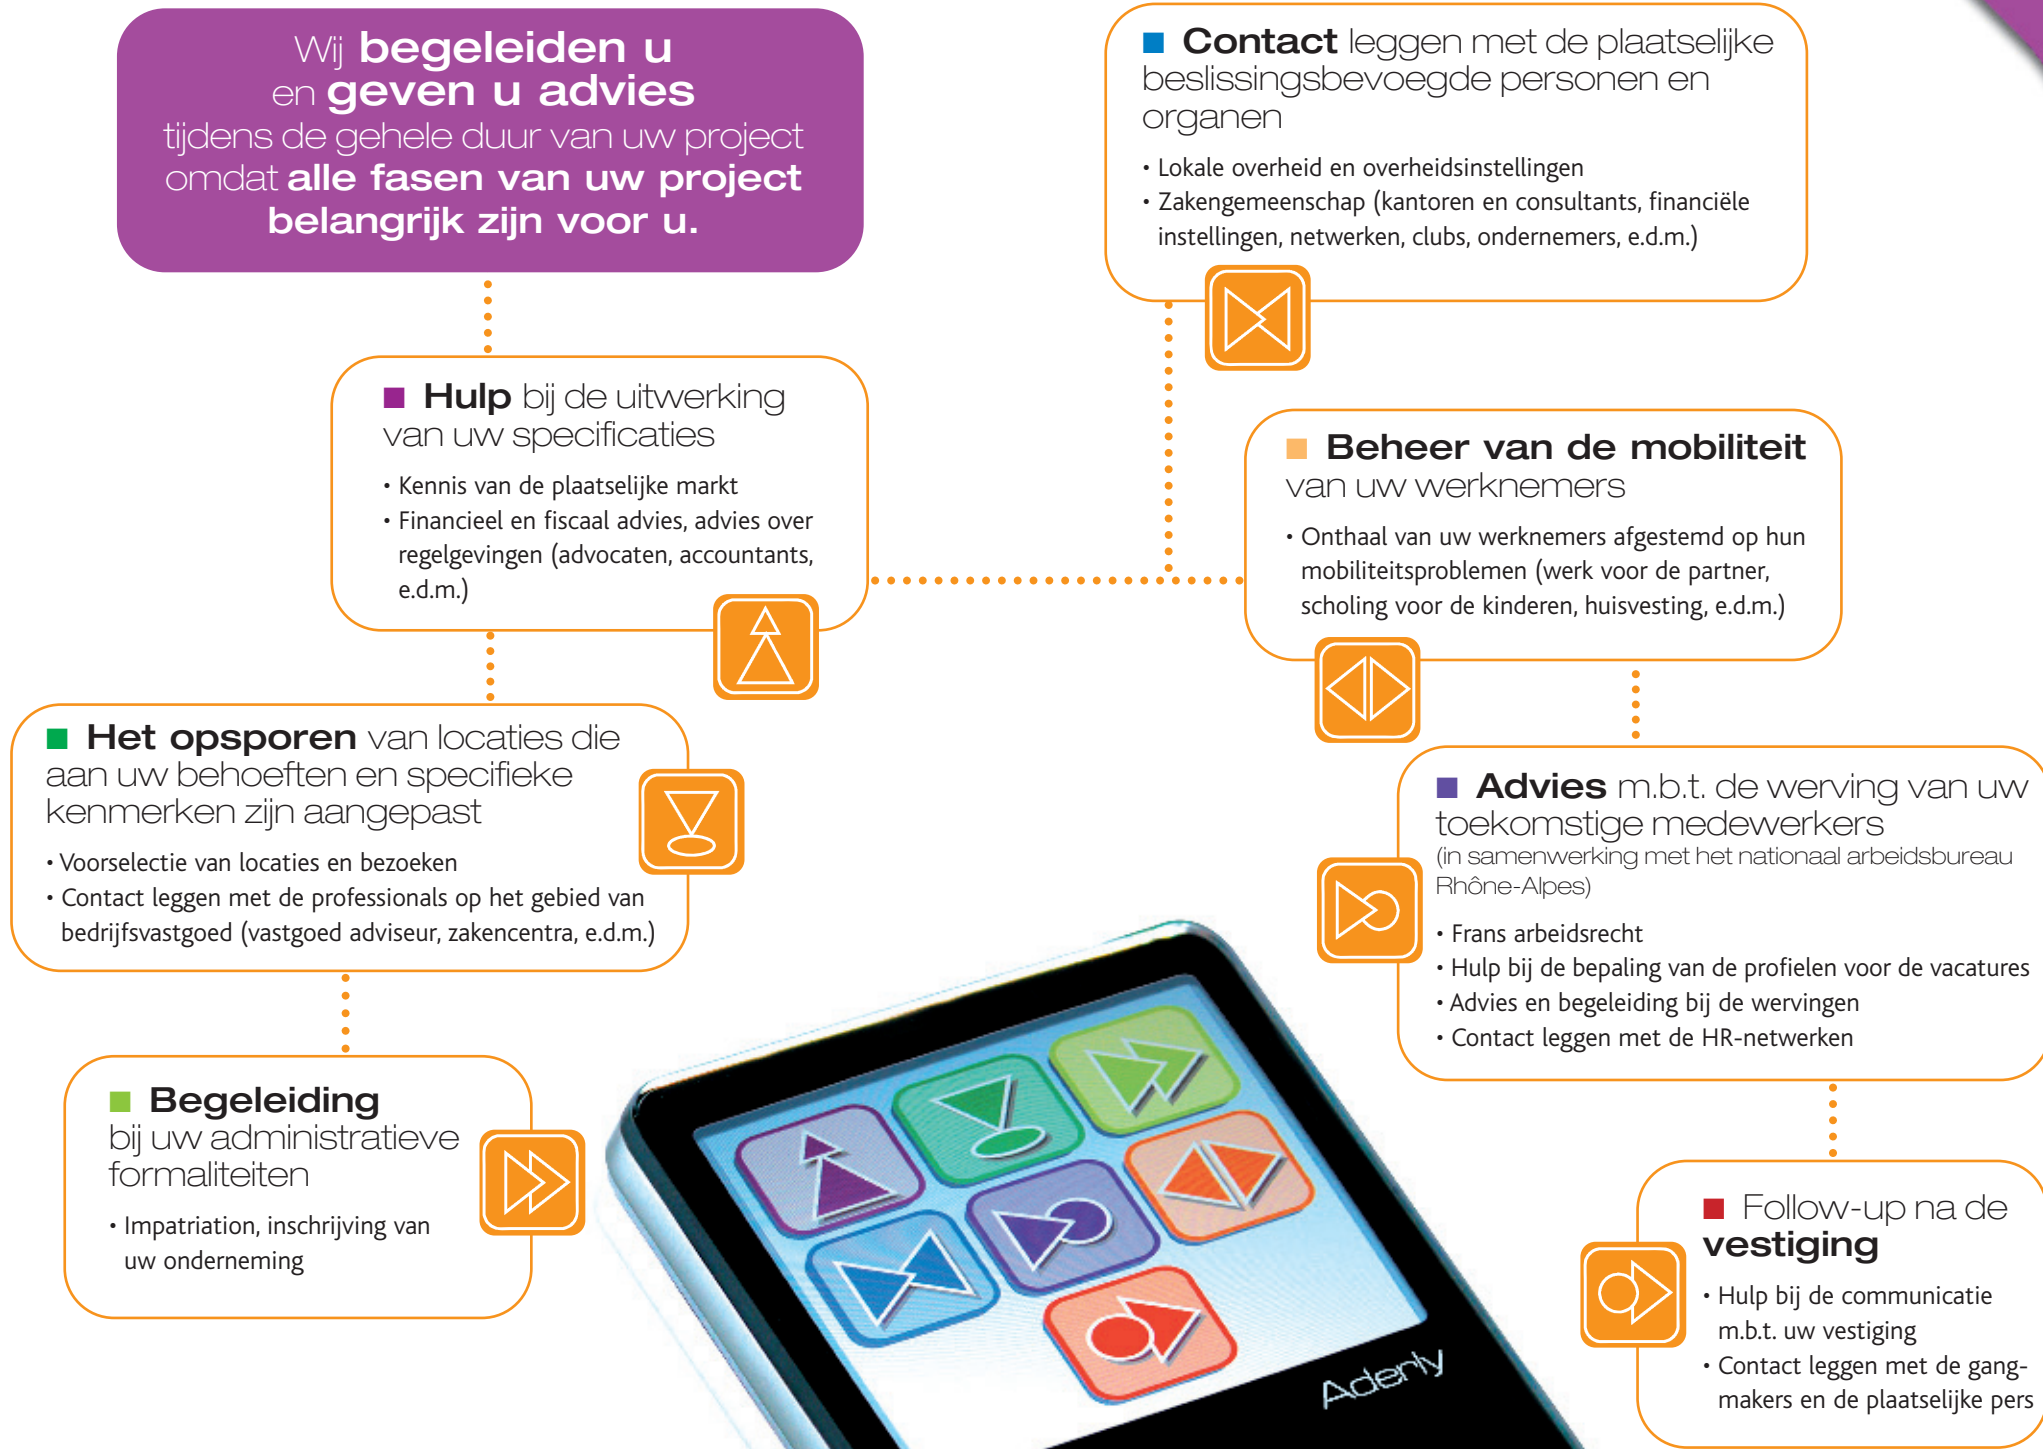 Wij begeleiden u
en geven u advies
tijdens de gehele duur van uw project
omdat alle fasen van uw project
belangrijk zijn voor u.
■ Hulp bij de uitwerking
van uw specificaties
• Kennis van de plaatselijke markt
• Financieel en fiscaal advies, advies over
regelgevingen (advocaten, accountants,
e.d.m.)
■ Het opsporen van locaties die
aan uw behoeften en specifieke
kenmerken zijn aangepast
• Voorselectie van locaties en bezoeken
• Contact leggen met de professionals op het gebied van
bedrijfsvastgoed (vastgoed adviseur, zakencentra, e.d.m.)
■ Begeleiding
bij uw administratieve
formaliteiten
• Impatriation, inschrijving van
uw onderneming
■ Contact leggen met de plaatselijke
beslissingsbevoegde personen en
organen
• Lokale overheid en overheidsinstellingen
• Zakengemeenschap (kantoren en consultants, financiële
instellingen, netwerken, clubs, ondernemers, e.d.m.)
■ Beheer van de mobiliteit
van uw werknemers
• Onthaal van uw werknemers afgestemd op hun
mobiliteitsproblemen (werk voor de partner,
scholing voor de kinderen, huisvesting, e.d.m.)
■ Advies m.b.t. de werving van uw
toekomstige medewerkers
(in samenwerking met het nationaal arbeidsbureau
Rhône-Alpes)
• Frans arbeidsrecht
• Hulp bij de bepaling van de profielen voor de vacatures
• Advies en begeleiding bij de wervingen
• Contact leggen met de HR-netwerken
■ Follow-up na de
vestiging
• Hulp bij de communicatie
m.b.t. uw vestiging
• Contact leggen met de gang-
makers en de plaatselijke pers
Aderly